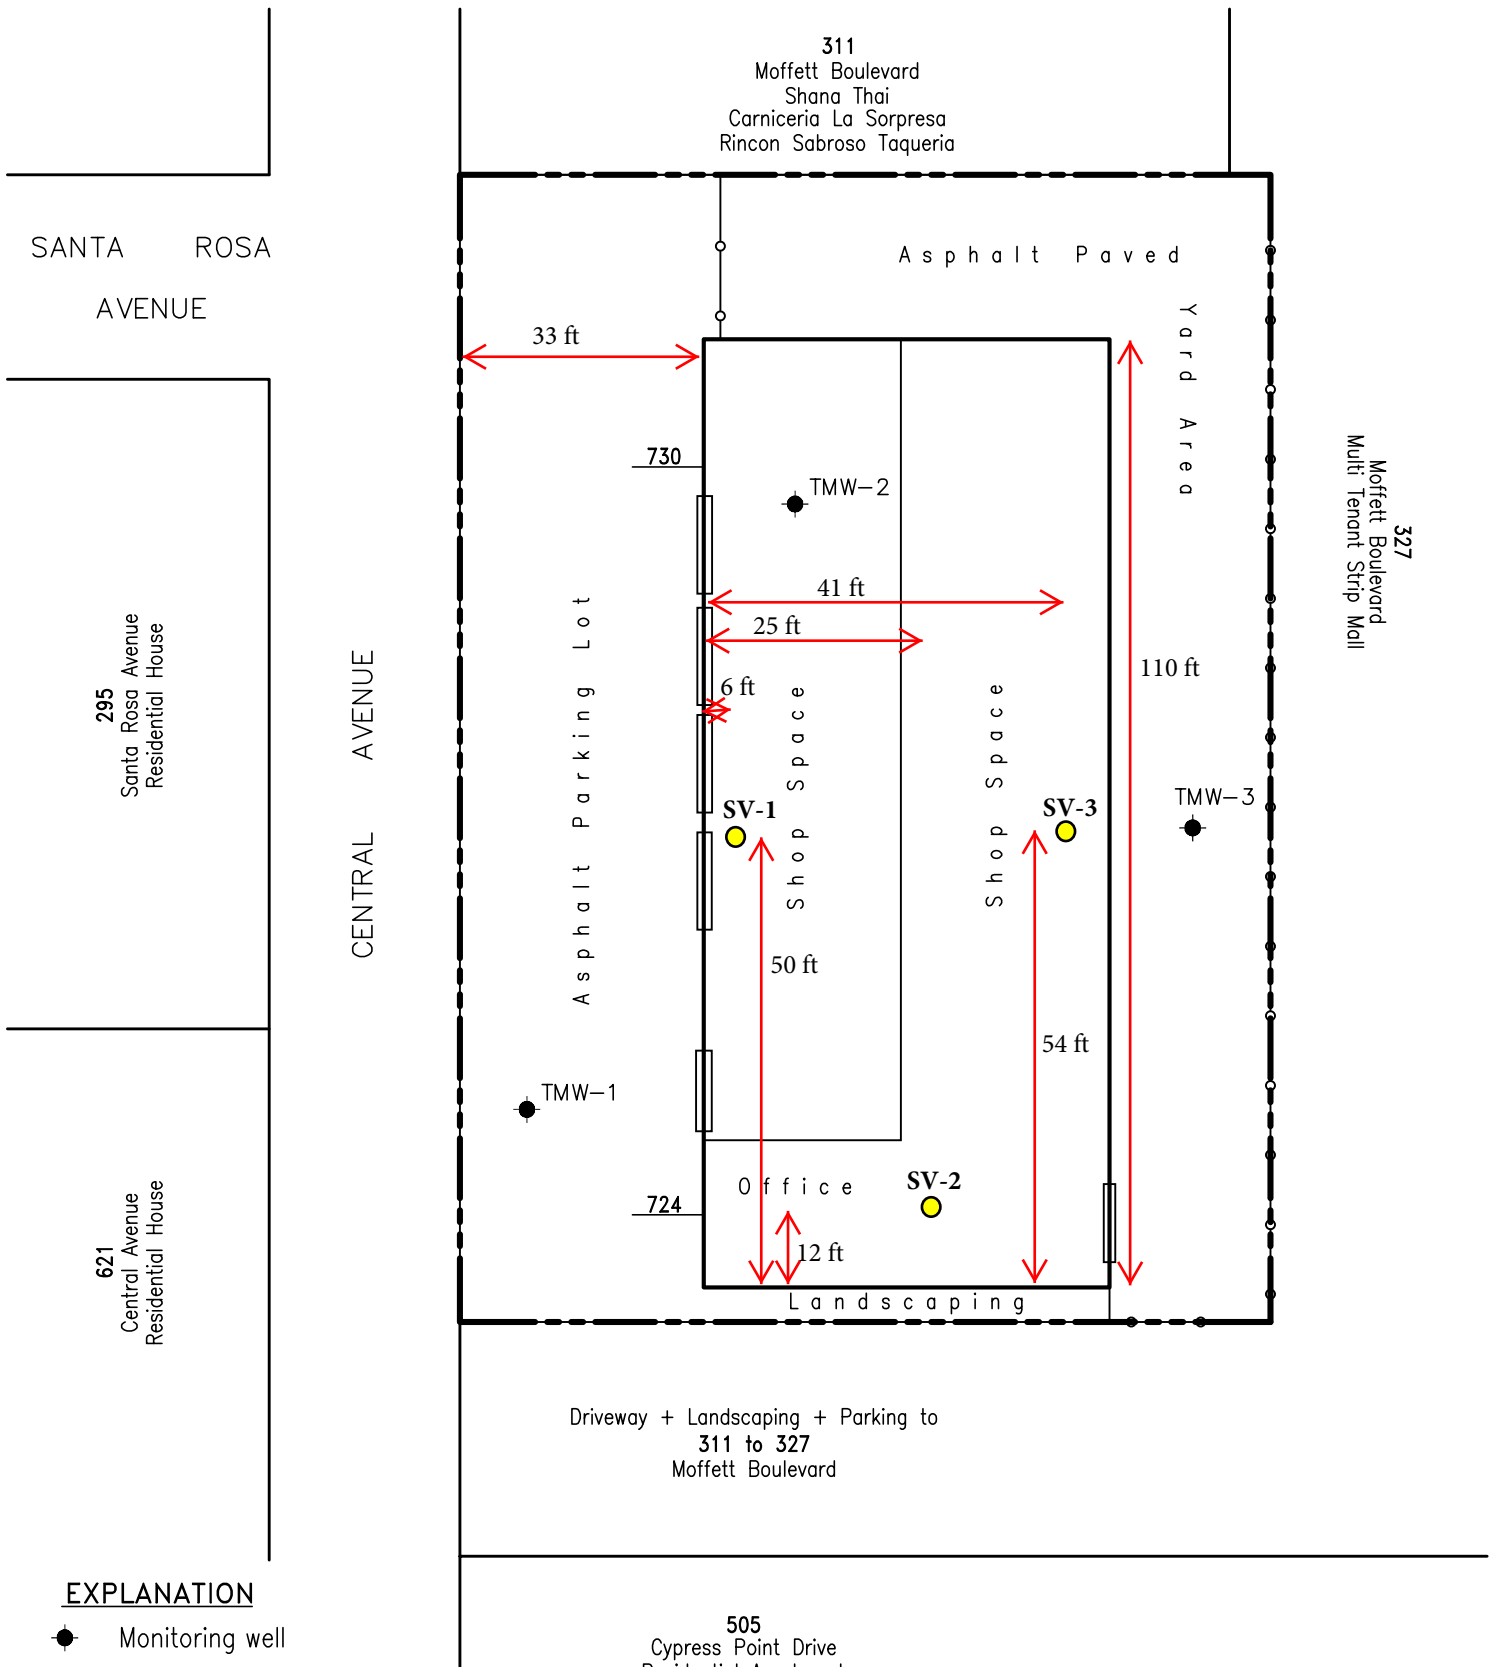 311
Moffett Boulevard
Shana Thai
Carniceria La Sorpresa
Rincon Sabroso Taqueria
SANTA ROSA
AVENUE
Asphalt Paved
Yard Area
33 ft
730
TMW-2
327
Moffett Boulevard
Multi Tenant Strip Mall
41 ft
25 ft
6 ft
110 ft
295
Santa Rosa Avenue
Residential House
CENTRAL AVENUE
Asphalt Parking Lot
Shop Space
Shop Space
SV-1
SV-3
TMW-3
50 ft
54 ft
TMW-1
Office
SV-2
724
12 ft
Landscaping
621
Central Avenue
Residential House
Driveway + Landscaping + Parking to
311 to 327
Moffett Boulevard
EXPLANATION
Monitoring well
505
Cypress Point Drive